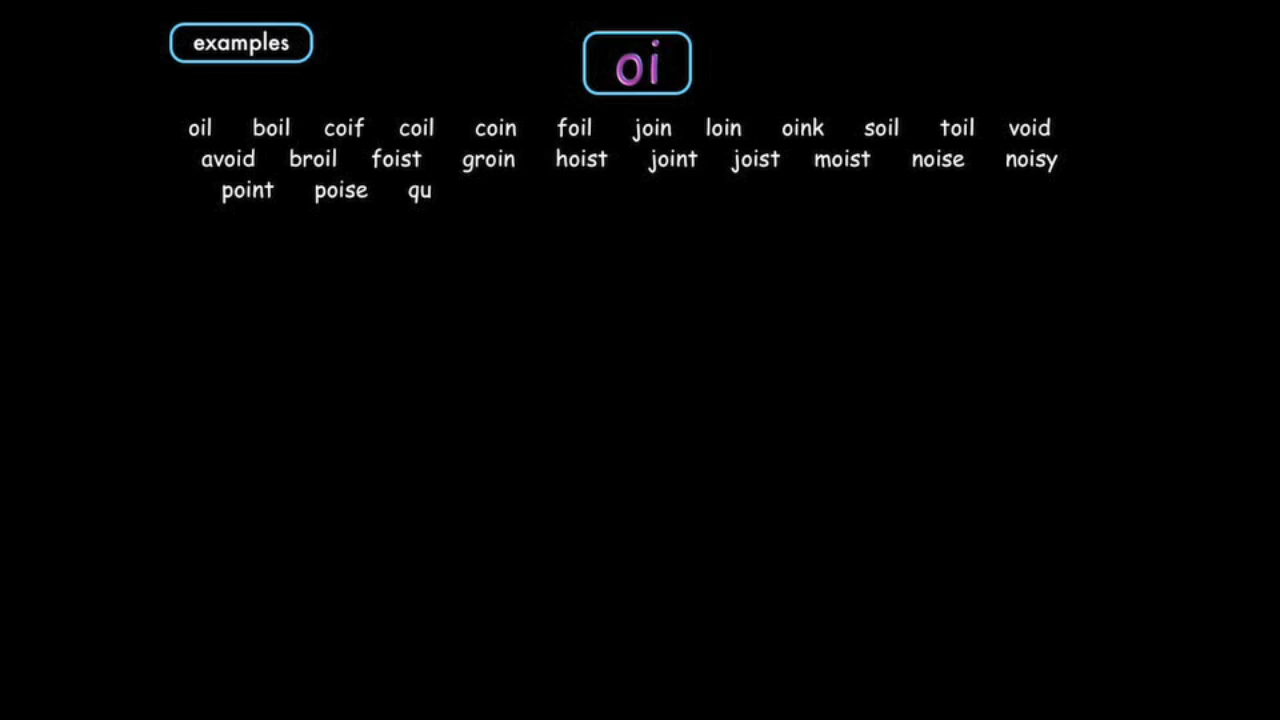 examples
oi
oil boil coif coil coin foil join loin oink soil toil void
avoid broil foist groin hoist joint joist moist noise noisy
point poise qu